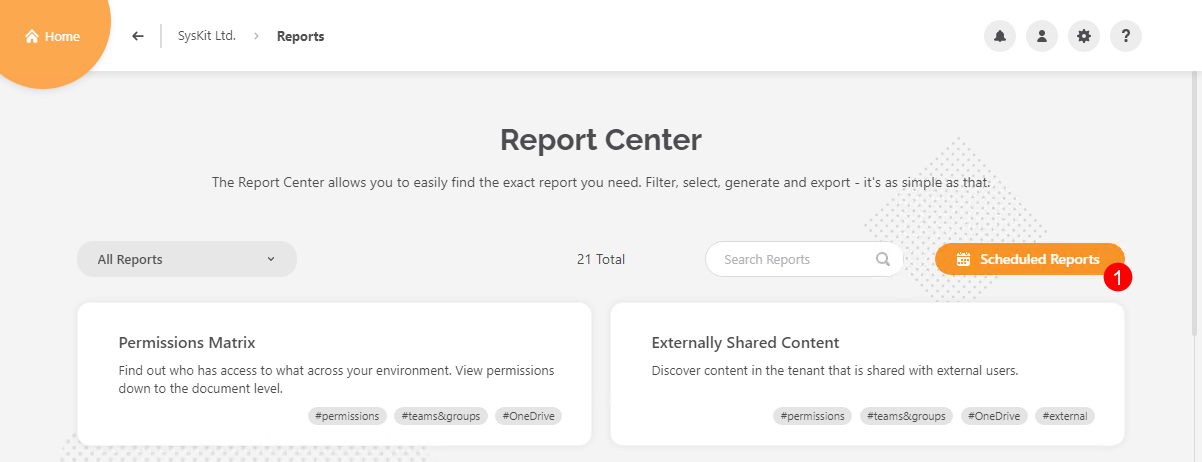 Home
SysKit Ltd. > Reports
?
Report Center
The Report Center allows you to easily find the exact report you need. Filter, select, generate and export - it's as simple as that.
All Reports
21 Total
Search Reports
Scheduled Reports
1
Permissions Matrix
Find out who has access to what across your environment. View permissions
down to the document level.
#permissions #teams&groups #OneDrive
Externally Shared Content
Discover content in the tenant that is shared with external users.
#permissions #teams&groups #OneDrive #external